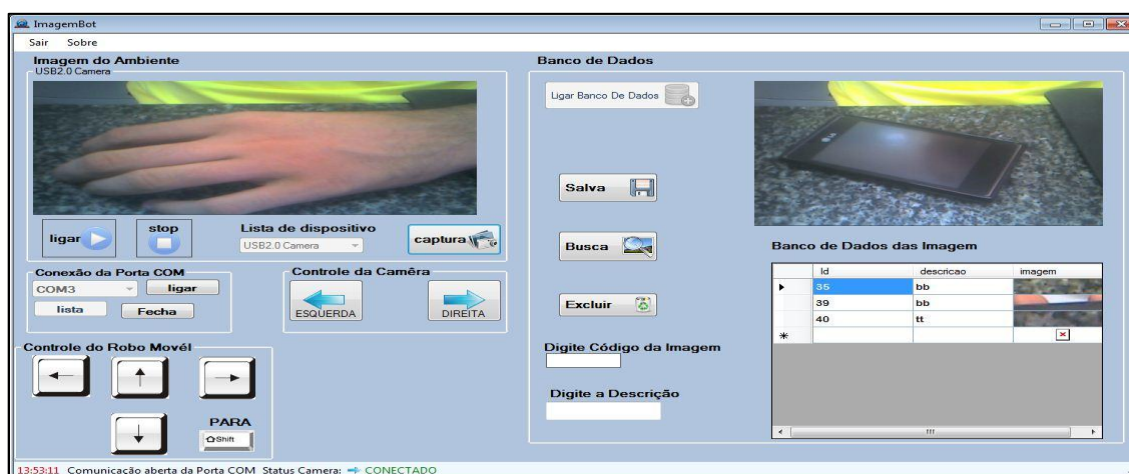 ImagemBot
Sair Sobre
Imagem do Ambiente
USB2.0 Camera
ligar
stop
Lista de dispositivo
USB2.0 Camera
captura
Conexão da Porta COM
COM3
ligar
lista
Fecha
Controle da Camêra
ESQUERDA
DIREITA
Controle do Robo Movél
PARA
Shift
Banco de Dados
Ligar Banco De Dados
Salva
Busca
Excluir
Digite Código da Imagem
Digite a Descrição
LG
Banco de Dados das Imagem
Id descricao imagem
35 bb
39 bb
40 tt
13:53:11 Comunicação aberta da Porta COM Status Camera: CONECTADO